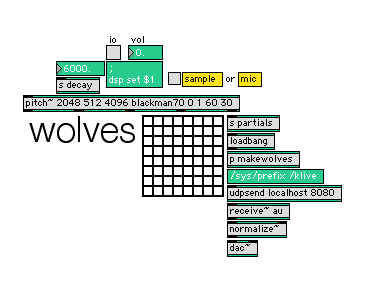 io vol
0.
6000. ;
dsp set $1
s decay
sample or mic
pitch~ 2048 512 4096 blackman70 0 1 60 30
wolves
s partials
loadbang
p makewolves
/sys/prefix /klive
udpsend localhost 8080
receive~ au
normalize~
dac~